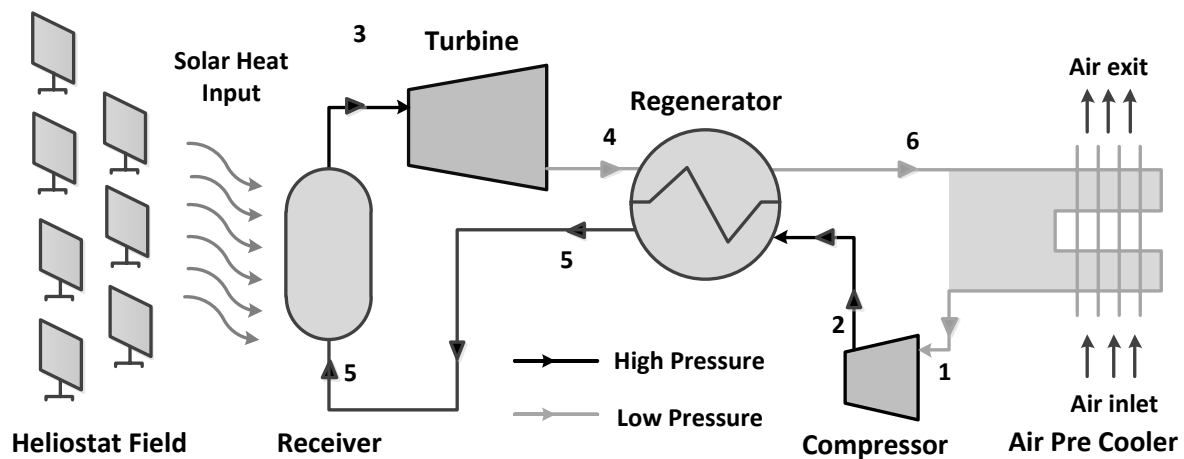 3
Turbine
Solar Heat
Input
Regenerator
Air exit
4
6
5
2
5
1
High Pressure
Low Pressure
Air inlet
Heliostat Field
Receiver
Compressor
Air Pre Cooler